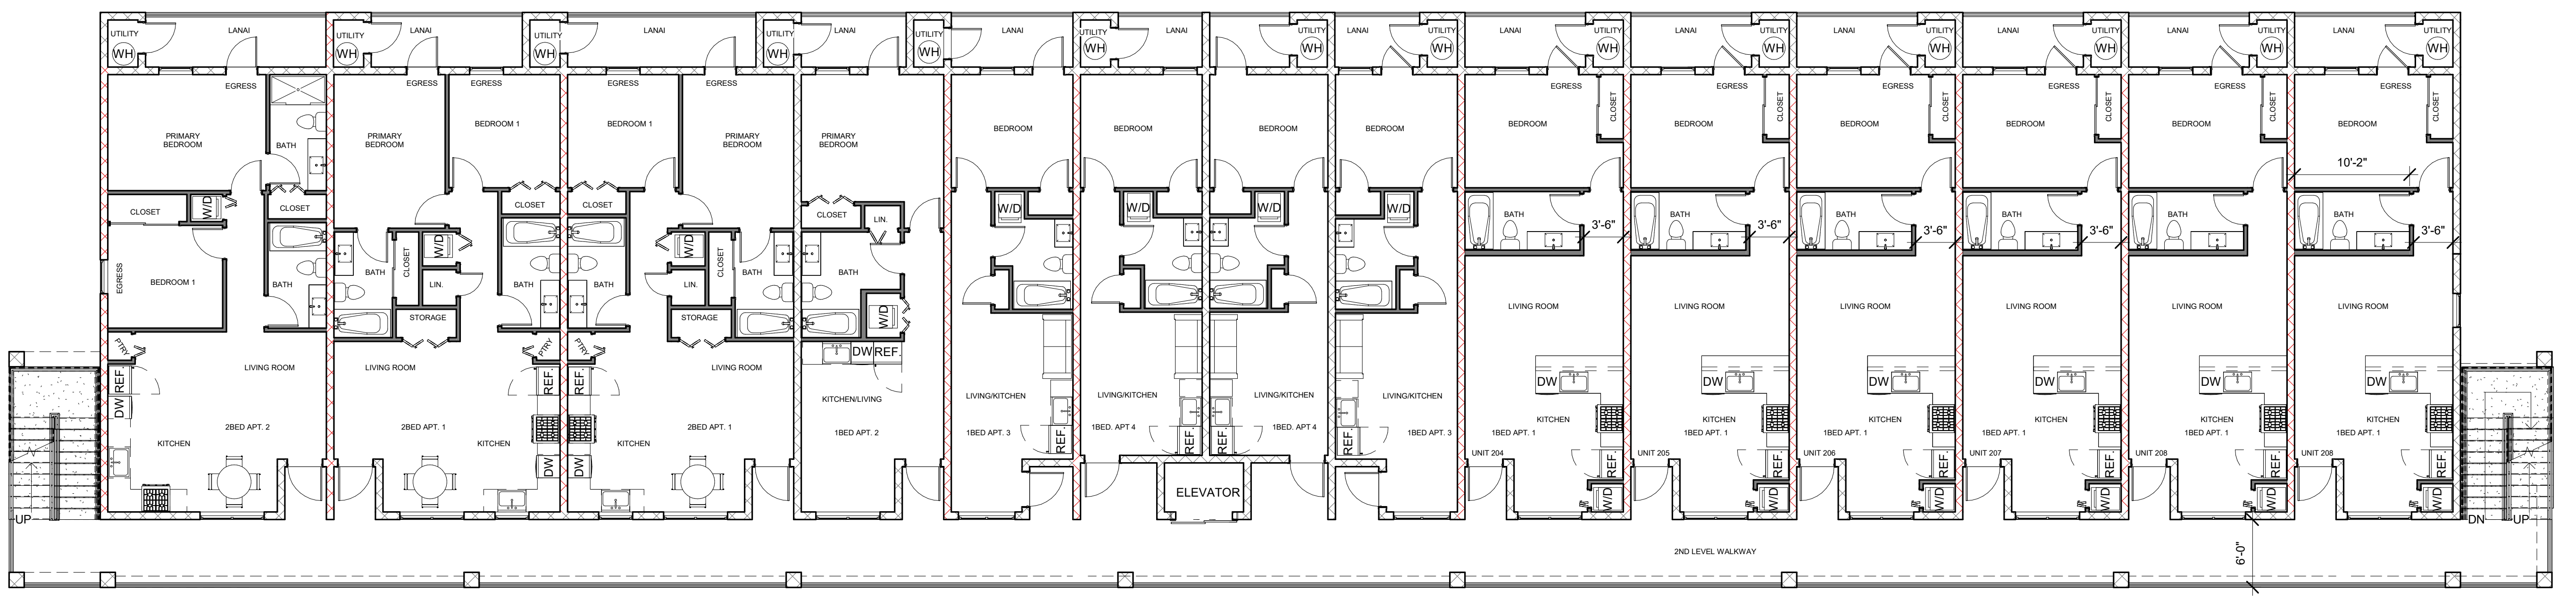 UTILITY
WH
LANAI
UTILITY
WH
LANAI
UTILITY
WH
LANAI
UTILITY
WH
LANAI
UTILITY
WH
LANAI
UTILITY
WH
LANAI
LANAI
UTILITY
WH
LANAI
UTILITY
WH
LANAI
UTILITY
WH
LANAI
UTILITY
WH
LANAI
UTILITY
WH
LANAI
UTILITY
WH
LANAI
UTILITY
WH
LANAI
UTILITY
WH
EGRESS
EGRESS
EGRESS
EGRESS
EGRESS
EGRESS
EGRESS
EGRESS
EGRESS
EGRESS
EGRESS
CLOSET
CLOSET
CLOSET
CLOSET
CLOSET
CLOSET
PRIMARY
BEDROOM
BATH
PRIMARY
BEDROOM
BEDROOM 1
BEDROOM 1
PRIMARY
BEDROOM
PRIMARY
BEDROOM
BEDROOM
BEDROOM
BEDROOM
BEDROOM
BEDROOM
BEDROOM
BEDROOM
BEDROOM
BEDROOM
BEDROOM
10'-2"
CLOSET
W/D
CLOSET
CLOSET
CLOSET
CLOSET
LIN.
W/D
W/D
W/D
W/D
BATH
3'-6"
BATH
3'-6"
BATH
3'-6"
BATH
3'-6"
BATH
BATH
3'-6"
EGRESS
BEDROOM 1
BATH
BATH
CLOSET
W/D
LIN.
BATH
BATH
W/D
LIN.
CLOSET
BATH
BATH
W/D
STORAGE
STORAGE
LIVING ROOM
LIVING ROOM
LIVING ROOM
LIVING ROOM
LIVING ROOM
LIVING ROOM
PTRY
PTRY
PTRY
DW
REF.
LIVING ROOM
LIVING ROOM
LIVING ROOM
REF.
DW
REF.
REF.
KITCHEN/LIVING
LIVING/KITCHEN
LIVING/KITCHEN
LIVING/KITCHEN
LIVING/KITCHEN
DW
DW
DW
DW
DW
DW
KITCHEN
KITCHEN
KITCHEN
KITCHEN
KITCHEN
KITCHEN
2BED APT. 2
2BED APT. 1
2BED APT. 1
1BED APT. 2
1BED APT. 3
1BED. APT 4
1BED. APT 4
1BED APT. 3
1BED APT. 1
1BED APT. 1
1BED APT. 1
1BED APT. 1
1BED APT. 1
1BED APT. 1
KITCHEN
KITCHEN
KITCHEN
REF.
REF.
REF.
REF.
UNIT 204
UNIT 205
UNIT 206
UNIT 207
UNIT 208
UNIT 208
DW
DW
REF.
REF.
REF.
REF.
REF.
REF.
ELEVATOR
W/D
W/D
W/D
W/D
W/D
W/D
UP
DN
UP
2ND LEVEL WALKWAY
6'-0"